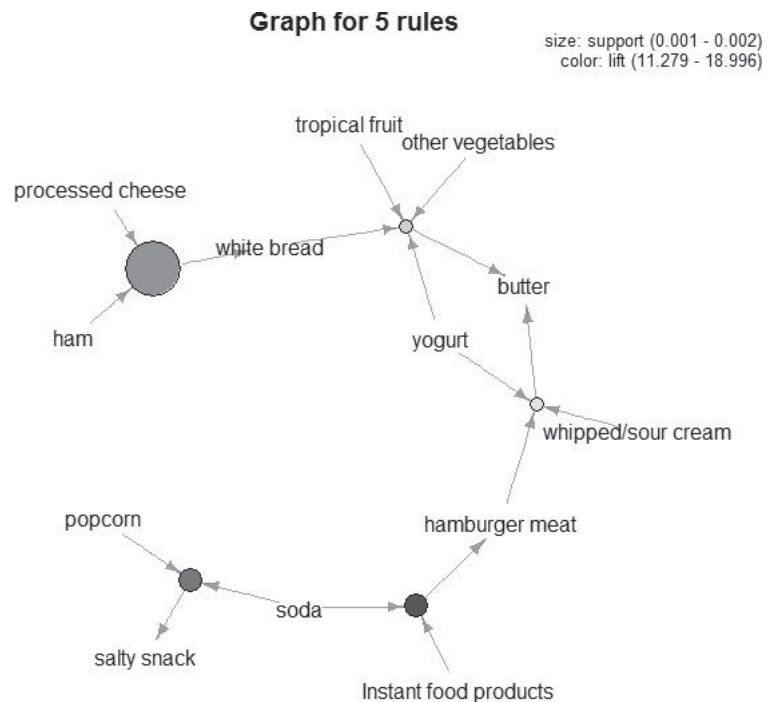 Graph for 5 rules
size: support (0.001 - 0.002)
color: lift (11.279 - 18.996)
tropical fruit
other vegetables
processed cheese
white bread
butter
ham
yogurt
whipped/sour cream
popcorn
hamburger meat
soda
salty snack
Instant food products